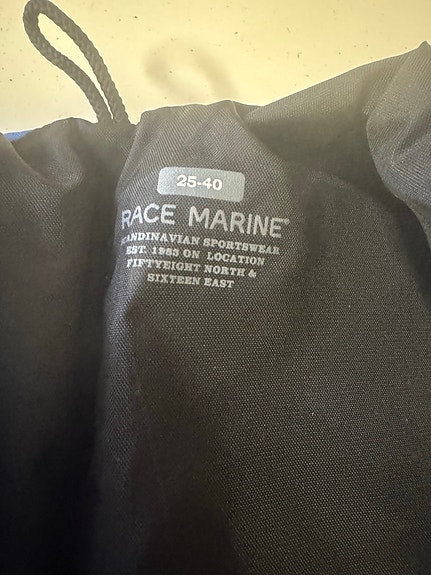 25-40
RACE MARINE®
SCANDINAVIAN SPORTSWEAR
EST. 1983 ON LOCATION
FIFTYEIGHT NORTH &
SIXTEEN EAST